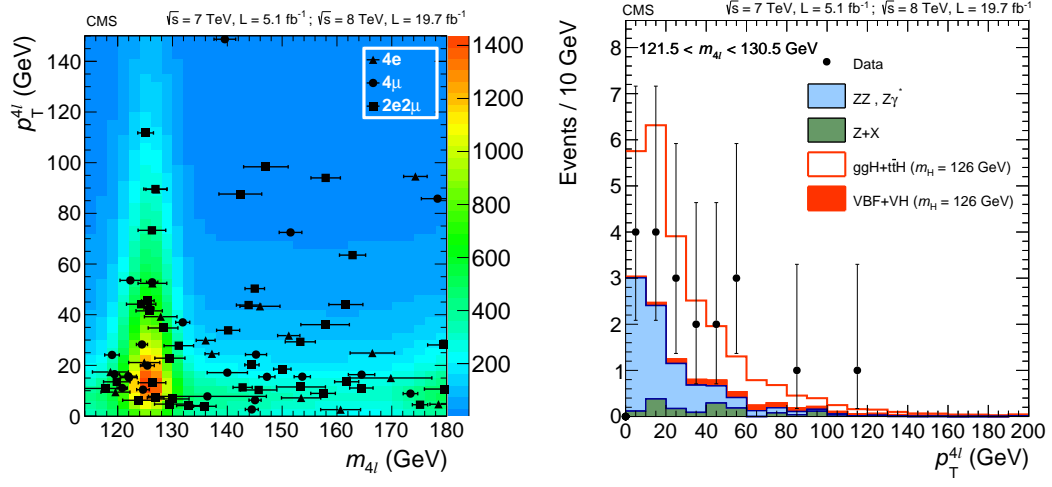 CMS
√s = 7 TeV, L = 5.1 fb⁻¹ ; √s = 8 TeV, L = 19.7 fb⁻¹
p_T^{4l} (GeV)
140
120
100
80
60
40
20
0
4e
4μ
2e2μ
1400
1200
1000
800
600
400
200
120 130 140 150 160 170 180
m_{4l} (GeV)
CMS
√s = 7 TeV, L = 5.1 fb⁻¹ ; √s = 8 TeV, L = 19.7 fb⁻¹
Events / 10 GeV
121.5 < m_{4l} < 130.5 GeV
Data
ZZ , Zγ*
Z+X
ggH+tt̄H (m_H = 126 GeV)
VBF+VH (m_H = 126 GeV)
8
7
6
5
4
3
2
1
0
0 20 40 60 80 100 120 140 160 180 200
p_T^{4l} (GeV)